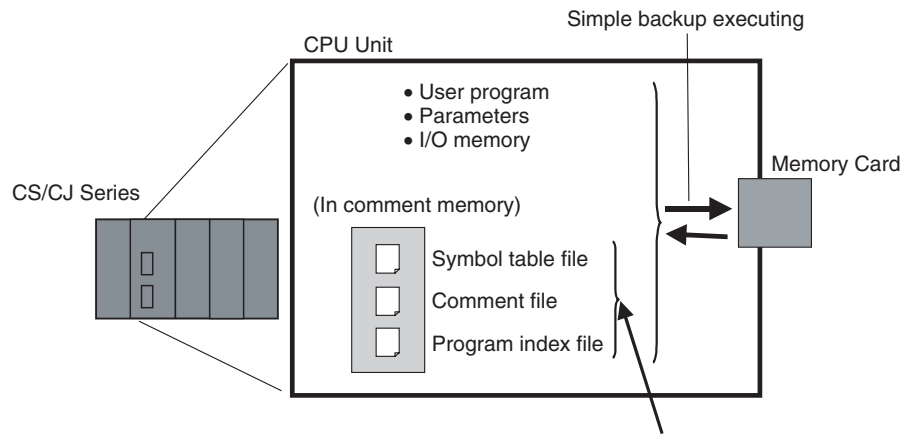 Simple backup executing
CPU Unit
• User program
• Parameters
• I/O memory
Memory Card
CS/CJ Series
(In comment memory)
Symbol table file
Comment file
Program index file